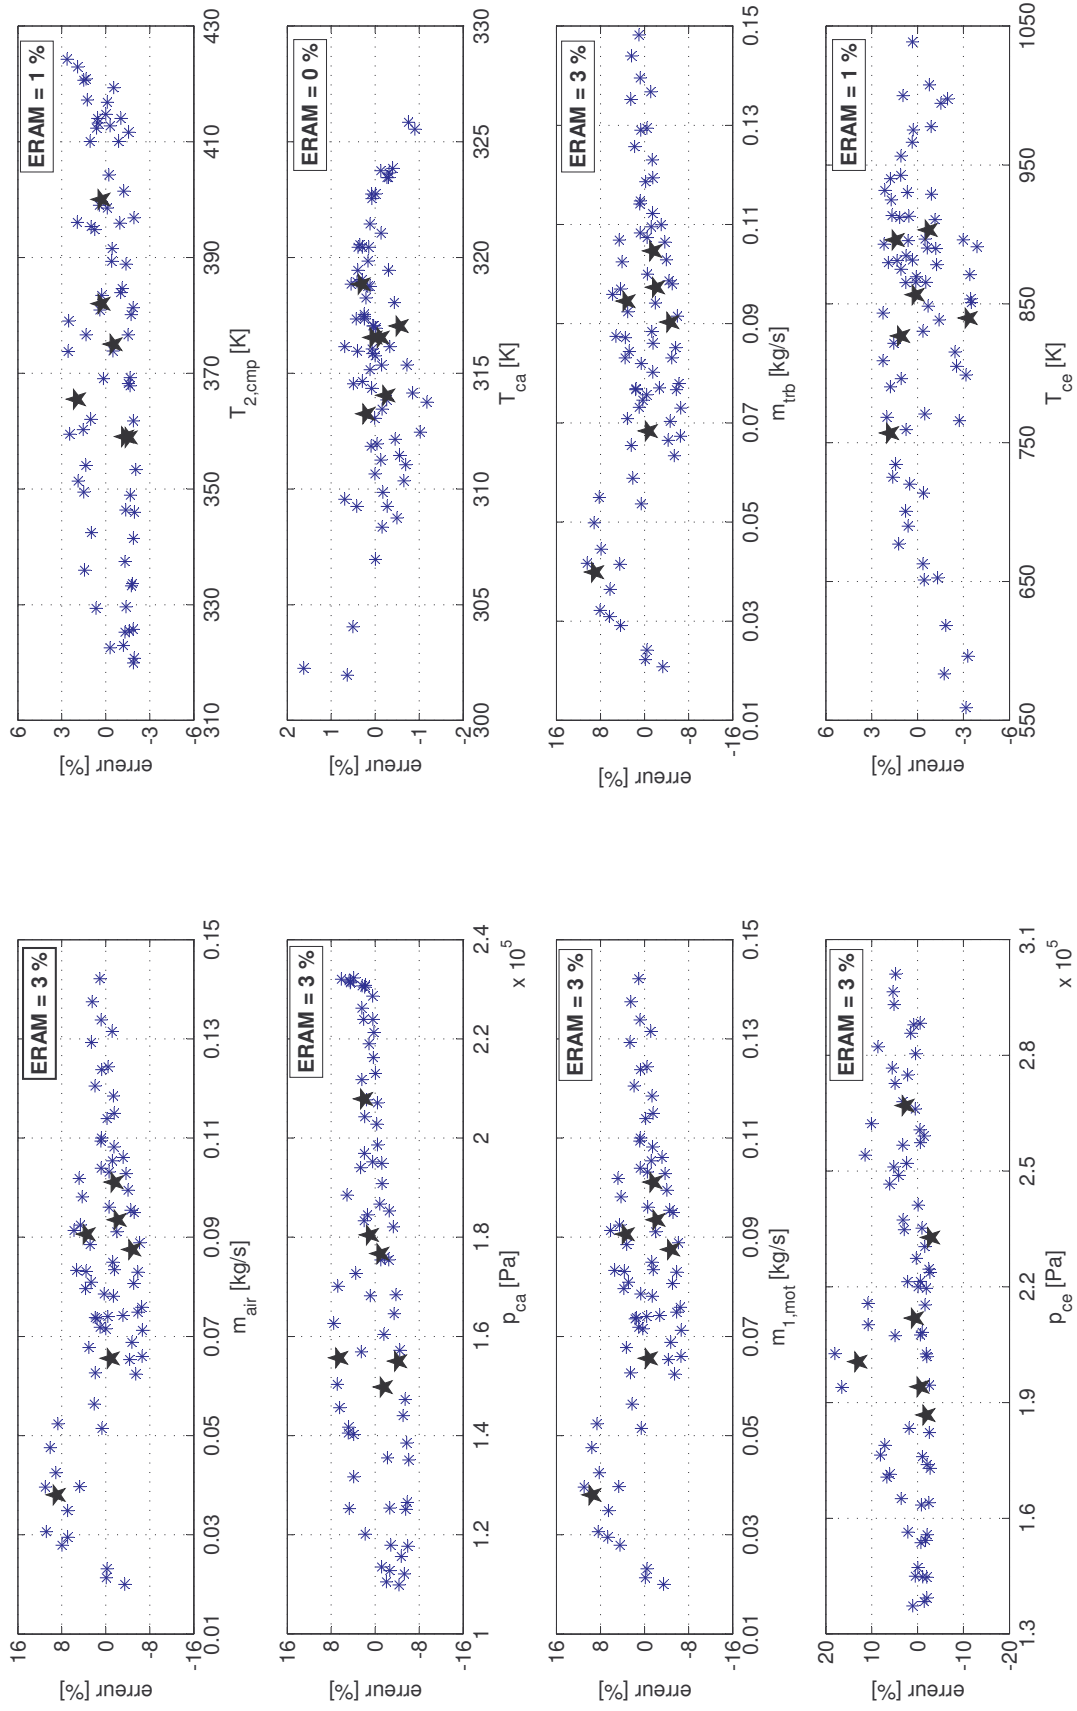 ERAM = 3 %
erreur [%]
16
8
0
-8
-16
0.01 0.03 0.05 0.07 0.09 0.11 0.13 0.15
m_air [kg/s]
ERAM = 1 %
erreur [%]
6
3
0
-3
-6
310 330 350 370 390 410 430
T_2,cmp [K]
ERAM = 3 %
erreur [%]
16
8
0
-8
-16
1 1.2 1.4 1.6 1.8 2 2.2 2.4
p_ca [Pa]
x 10^5
ERAM = 0 %
erreur [%]
2
1
0
-1
-2
300 305 310 315 320 325 330
T_ca [K]
ERAM = 3 %
erreur [%]
16
8
0
-8
-16
0.01 0.03 0.05 0.07 0.09 0.11 0.13 0.15
m_1,mot [kg/s]
ERAM = 3 %
erreur [%]
16
8
0
-8
-16
0.01 0.03 0.05 0.07 0.09 0.11 0.13 0.15
m_trb [kg/s]
ERAM = 3 %
erreur [%]
20
10
0
-10
-20
1.3 1.6 1.9 2.2 2.5 2.8 3.1
p_ce [Pa]
x 10^5
ERAM = 1 %
erreur [%]
6
3
0
-3
-6
550 650 750 850 950 1050
T_ce [K]